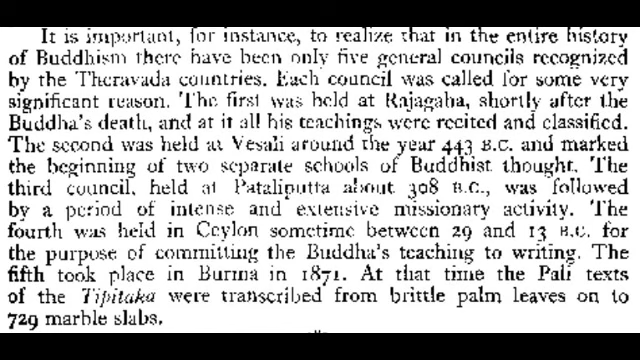 It is important, for instance, to realize that in the entire history
of Buddhism there have been only five general councils recognized
by the Theravada countries. Each council was called for some very
significant reason. The first was held at Rajagaha, shortly after the
Buddha's death, and at it all his teachings were recited and classified.
The second was held at Vesali around the year 443 B.C. and marked
the beginning of two separate schools of Buddhist thought. The
third council, held at Pataliputta about 308 B.C., was followed
by a period of intense and extensive missionary activity. The
fourth was held in Ceylon sometime between 29 and 13 B.C. for
the purpose of committing the Buddha's teaching to writing. The
fifth took place in Burma in 1871. At that time the Pali texts
of the Tipitaka were transcribed from brittle palm leaves on to
729 marble slabs.